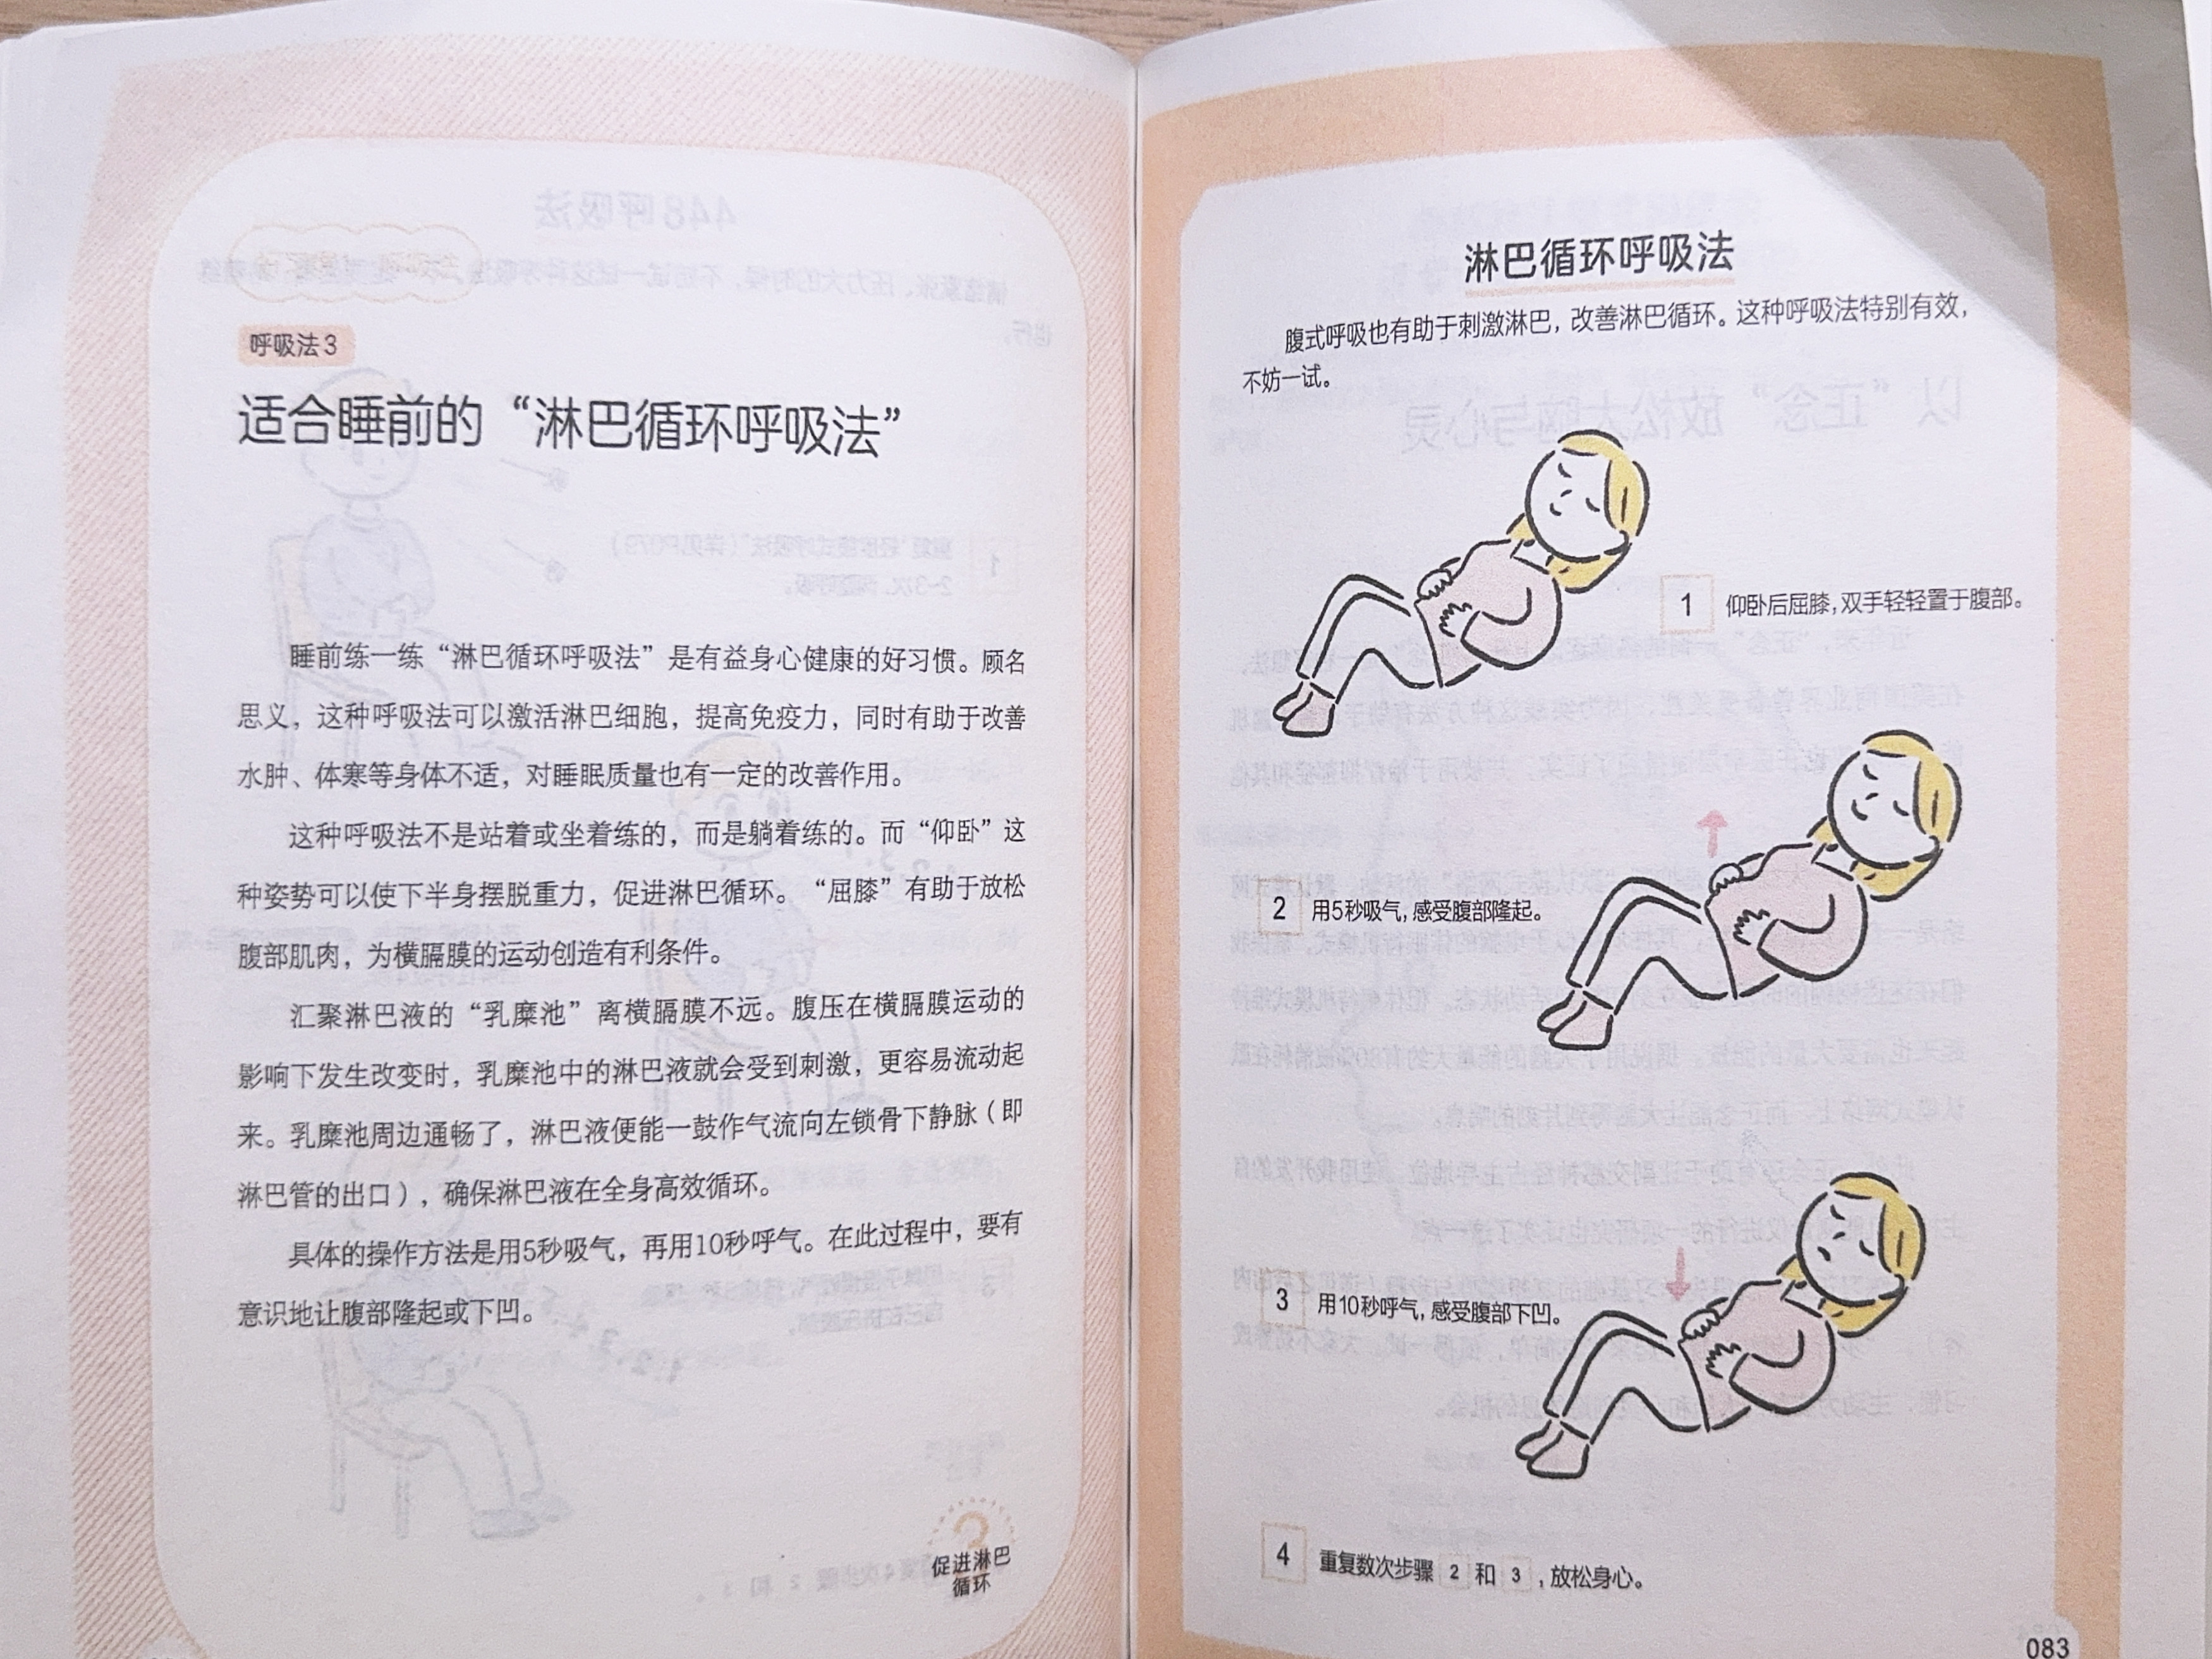 呼吸法3
适合睡前的“淋巴循环呼吸法”
睡前练一练“淋巴循环呼吸法”是有益身心健康的好习惯。顾名
思义，这种呼吸法可以激活淋巴细胞，提高免疫力，同时有助于改善
水肿、体寒等身体不适，对睡眠质量也有一定的改善作用。
这种呼吸法不是站着或坐着练的，而是躺着练的。而“仰卧”这
种姿势可以使下半身摆脱重力，促进淋巴循环。“屈膝”有助于放松
腹部肌肉，为横膈膜的运动创造有利条件。
汇聚淋巴液的“乳糜池”离横膈膜不远。腹压在横膈膜运动的
影响下发生改变时，乳糜池中的淋巴液就会受到刺激，更容易流动起
来。乳糜池周边通畅了，淋巴液便能一鼓作气流向左锁骨下静脉（即
淋巴管的出口），确保淋巴液在全身高效循环。
具体的操作方法是用5秒吸气，再用10秒呼气。在此过程中，要有
意识地让腹部隆起或下凹。
促进淋巴
循环
淋巴循环呼吸法
腹式呼吸也有助于刺激淋巴，改善淋巴循环。这种呼吸法特别有效，
不妨一试。
1 仰卧后屈膝，双手轻轻置于腹部。
2 用5秒吸气，感受腹部隆起。
3 用10秒呼气，感受腹部下凹。
4 重复数次步骤 2 和 3 ，放松身心。
083